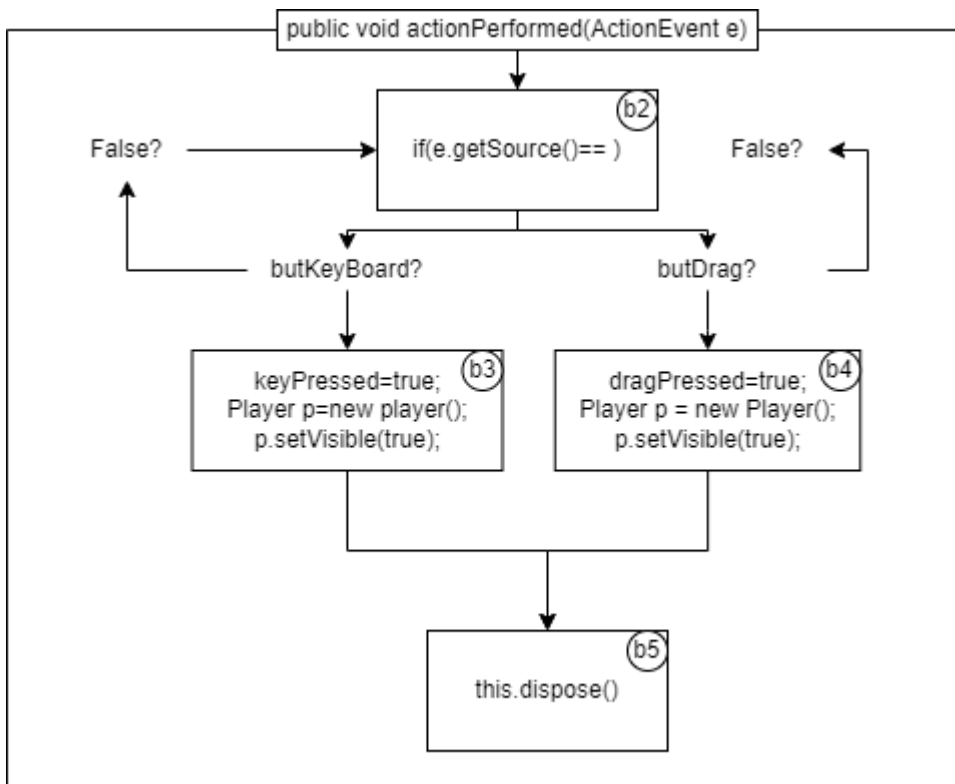 public void actionPerformed(ActionEvent e)
b2
if(e.getSource()== )
False?
False?
butKeyBoard?
butDrag?
b3
keyPressed=true;
Player p=new player();
p.setVisible(true);
b4
dragPressed=true;
Player p = new Player();
p.setVisible(true);
b5
this.dispose()